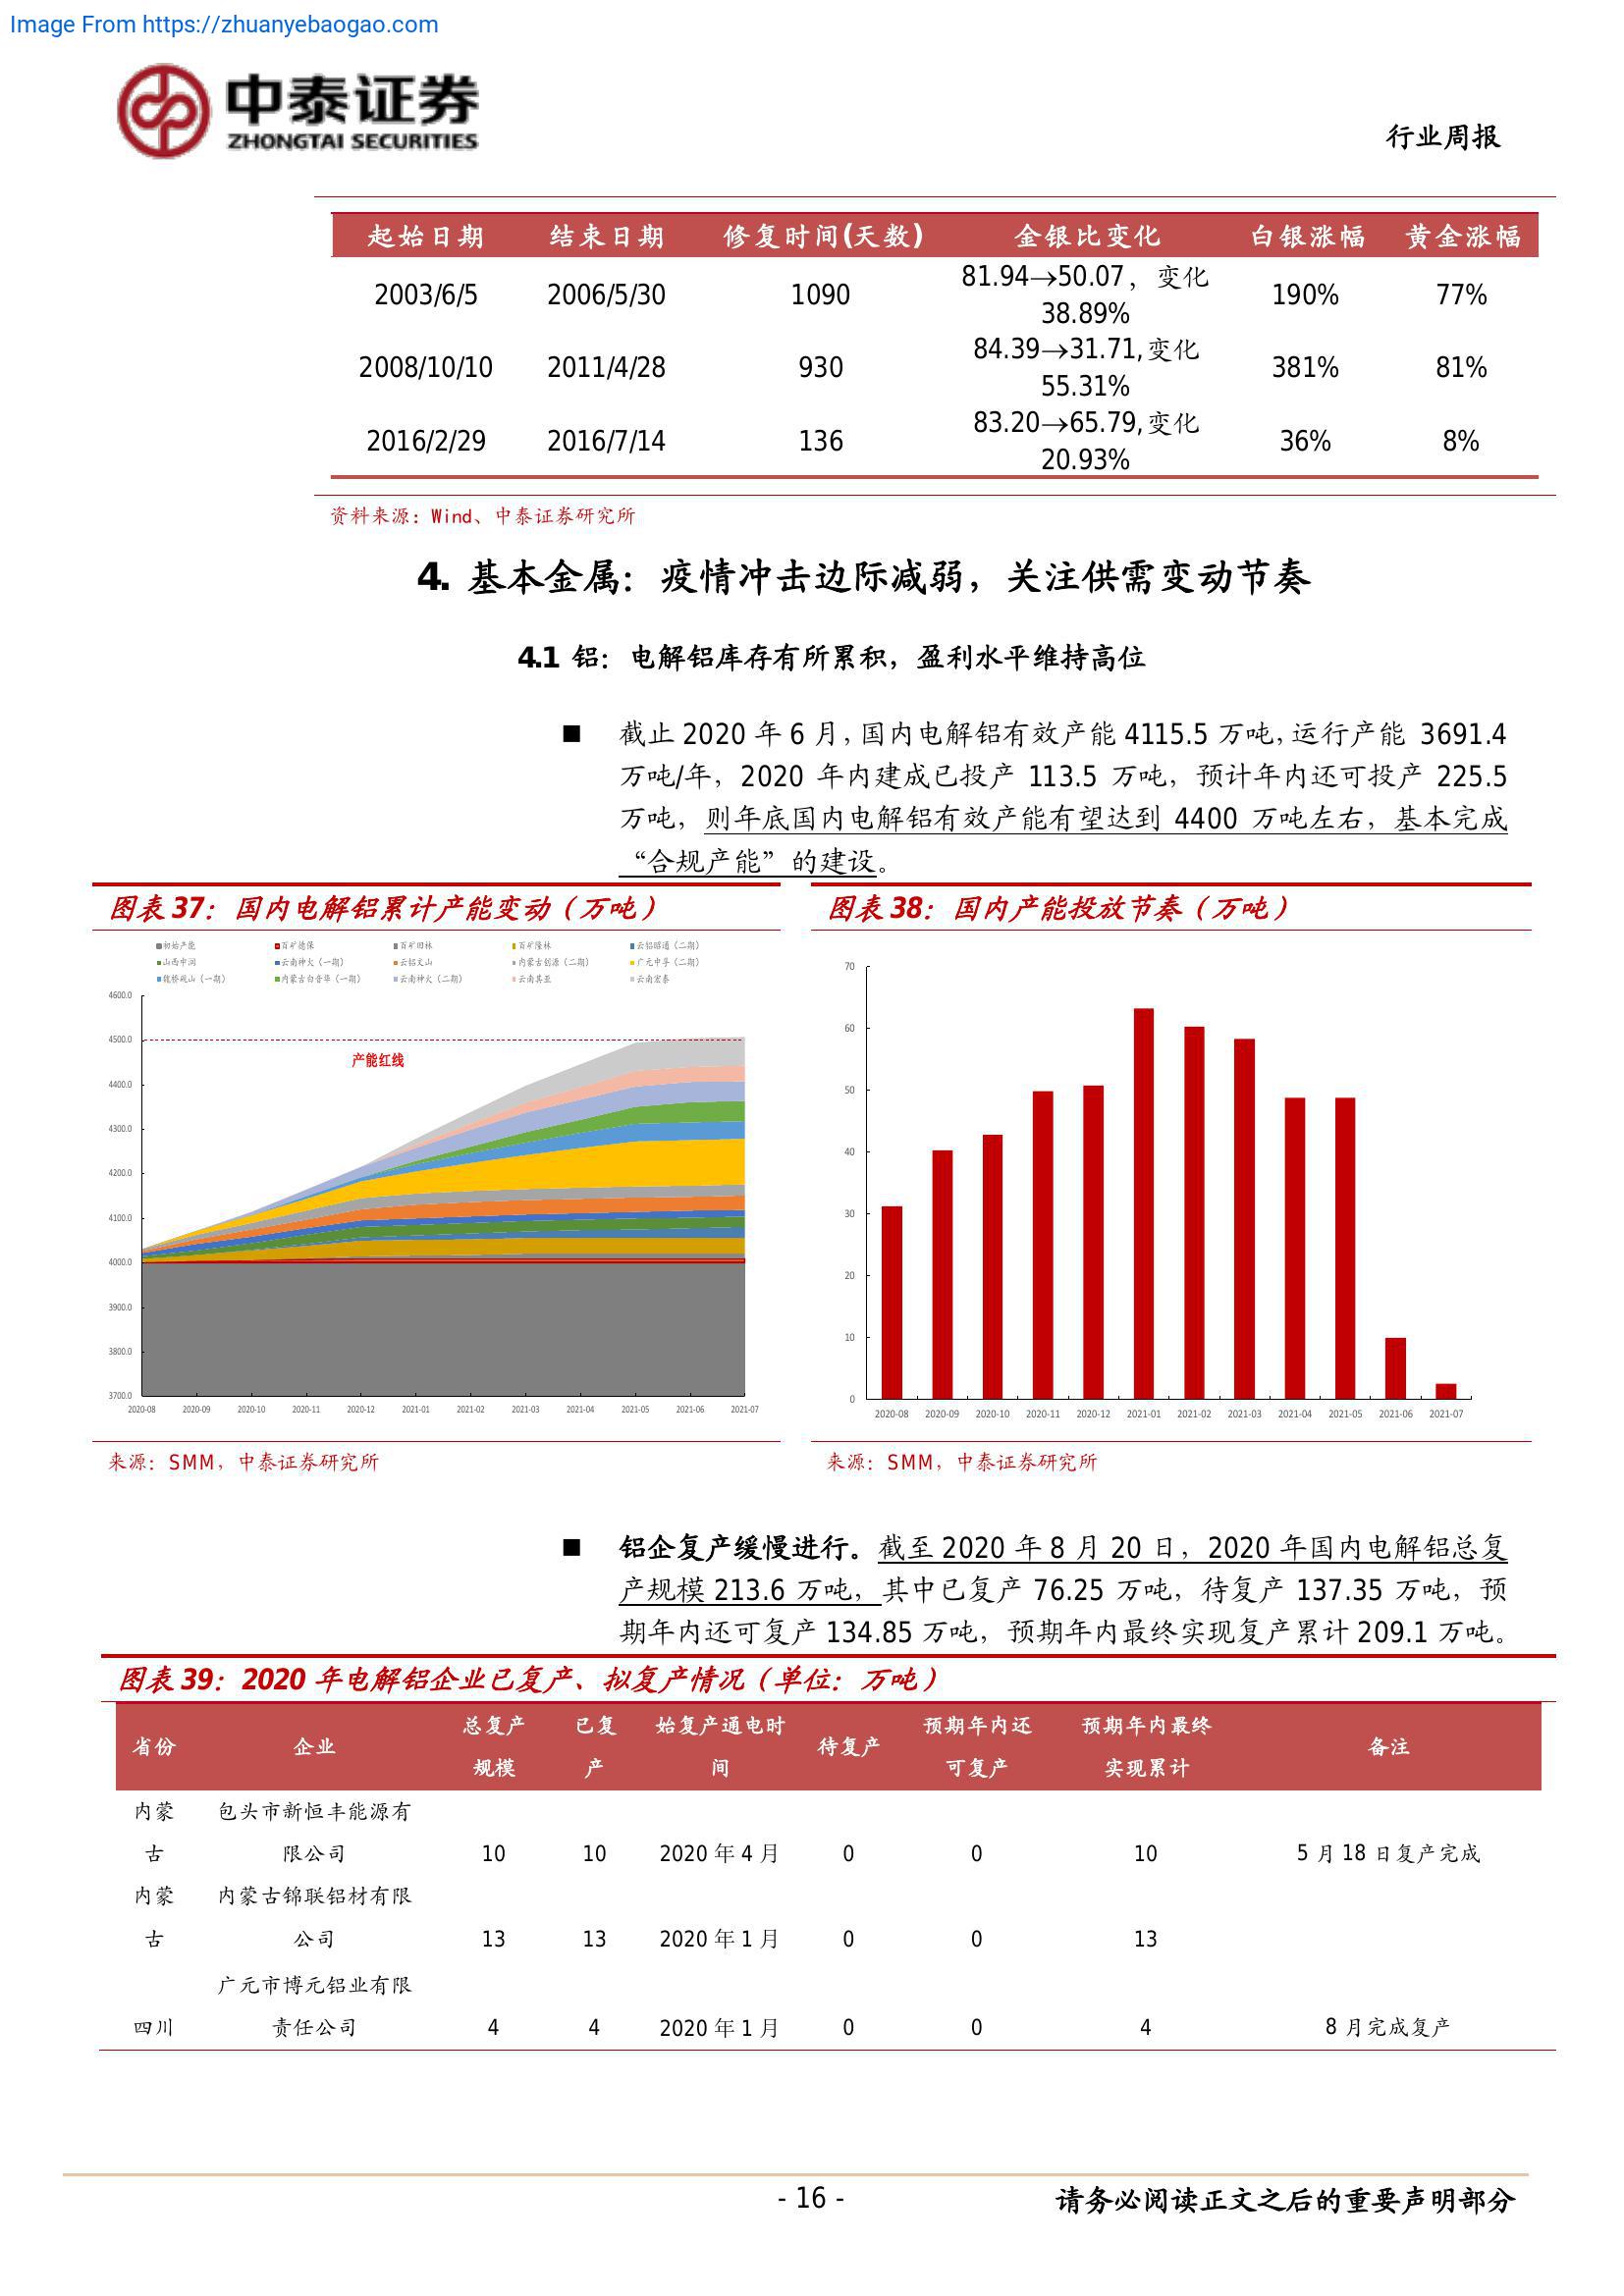 Image From https://zhuanyebaogao.com
中泰证券
ZHONGTAI SECURITIES
行业周报
起始日期 结束日期 修复时间(天数) 金银比变化 白银涨幅 黄金涨幅
2003/6/5 2006/5/30 1090 81.94→50.07，变化38.89% 190% 77%
2008/10/10 2011/4/28 930 84.39→31.71,变化55.31% 381% 81%
2016/2/29 2016/7/14 136 83.20→65.79,变化20.93% 36% 8%
资料来源：Wind、中泰证券研究所
4. 基本金属：疫情冲击边际减弱，关注供需变动节奏
4.1 铝：电解铝库存有所累积，盈利水平维持高位
■ 截止 2020 年 6 月，国内电解铝有效产能 4115.5 万吨，运行产能 3691.4
万吨/年，2020 年内建成已投产 113.5 万吨，预计年内还可投产 225.5
万吨，则年底国内电解铝有效产能有望达到 4400 万吨左右，基本完成
“合规产能”的建设。
图表 37：国内电解铝累计产能变动（万吨）
初始产能 百矿德保 百矿田林 百矿隆林 云铝昭通（二期）
山西中润 云南神火（一期） 云铝文山 内蒙古创源（二期） 广元中孚（二期）
魏桥砚山（一期） 内蒙古白音华（一期） 云南神火（二期） 云南其亚 云南宏泰
4600.0
4500.0
产能红线
4400.0
4300.0
4200.0
4100.0
4000.0
3900.0
3800.0
3700.0
2020-08 2020-09 2020-10 2020-11 2020-12 2021-01 2021-02 2021-03 2021-04 2021-05 2021-06 2021-07
来源：SMM，中泰证券研究所
图表 38：国内产能投放节奏（万吨）
70
60
50
40
30
20
10
0
2020-08 2020-09 2020-10 2020-11 2020-12 2021-01 2021-02 2021-03 2021-04 2021-05 2021-06 2021-07
来源：SMM，中泰证券研究所
■ 铝企复产缓慢进行。截至 2020 年 8 月 20 日，2020 年国内电解铝总复
产规模 213.6 万吨，其中已复产 76.25 万吨，待复产 137.35 万吨，预
期年内还可复产 134.85 万吨，预期年内最终实现复产累计 209.1 万吨。
图表 39：2020 年电解铝企业已复产、拟复产情况（单位：万吨）
省份 企业 总复产规模 已复产 始复产通电时间 待复产 预期年内还可复产 预期年内最终实现累计 备注
内蒙古 包头市新恒丰能源有限公司 10 10 2020 年 4 月 0 0 10 5 月 18 日复产完成
内蒙古 内蒙古锦联铝材有限公司 13 13 2020 年 1 月 0 0 13
四川 广元市博元铝业有限责任公司 4 4 2020 年 1 月 0 0 4 8 月完成复产
- 16 -
请务必阅读正文之后的重要声明部分